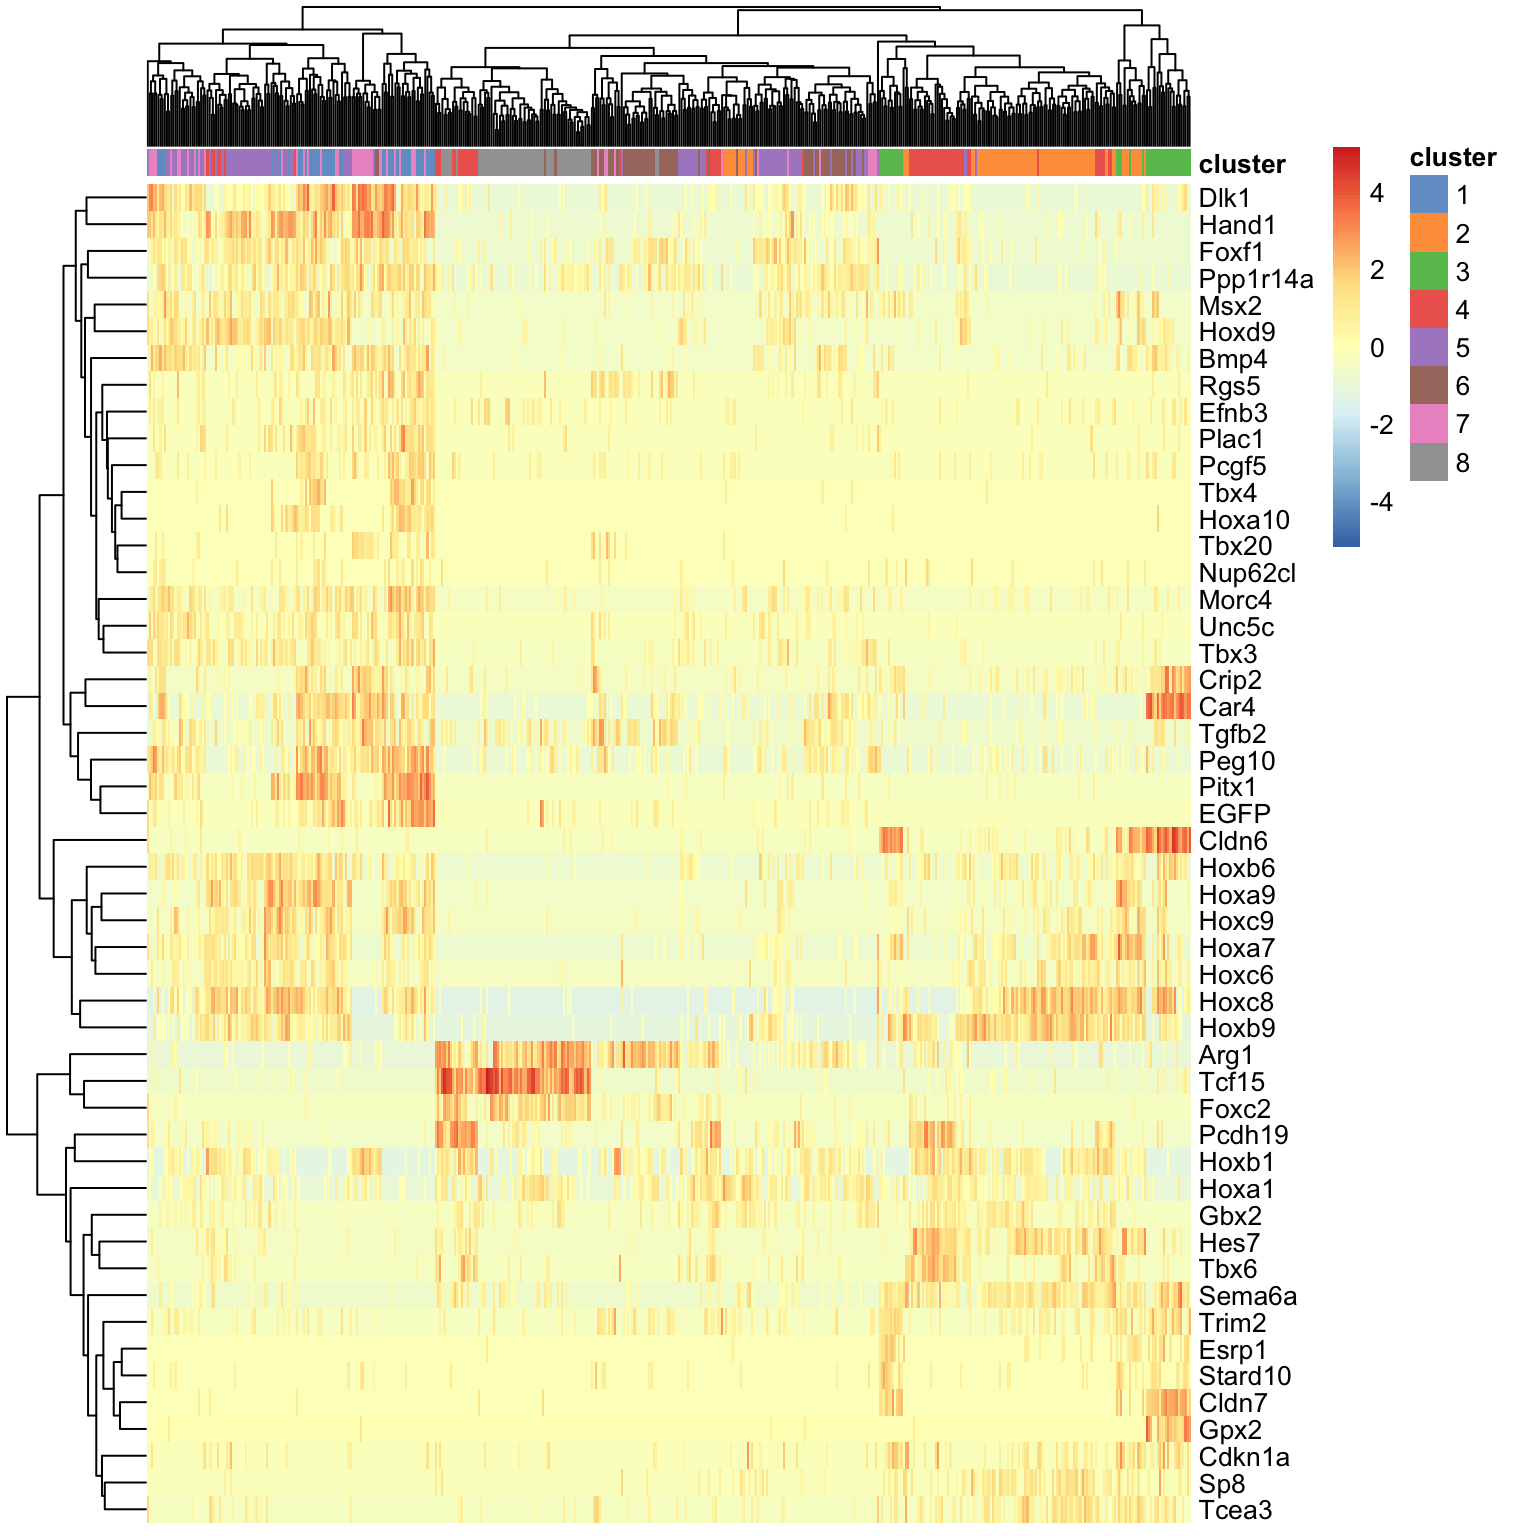 cluster
Dlk1
Hand1
Foxf1
Ppp1r14a
Msx2
Hoxd9
Bmp4
Rgs5
Efnb3
Plac1
Pcgf5
Tbx4
Hoxa10
Tbx20
Nup62cl
Morc4
Unc5c
Tbx3
Crip2
Car4
Tgfb2
Peg10
Pitx1
EGFP
Cldn6
Hoxb6
Hoxa9
Hoxc9
Hoxa7
Hoxc6
Hoxc8
Hoxb9
Arg1
Tcf15
Foxc2
Pcdh19
Hoxb1
Hoxa1
Gbx2
Hes7
Tbx6
Sema6a
Trim2
Esrp1
Stard10
Cldn7
Gpx2
Cdkn1a
Sp8
Tcea3
4
2
0
-2
-4
cluster
1
2
3
4
5
6
7
8